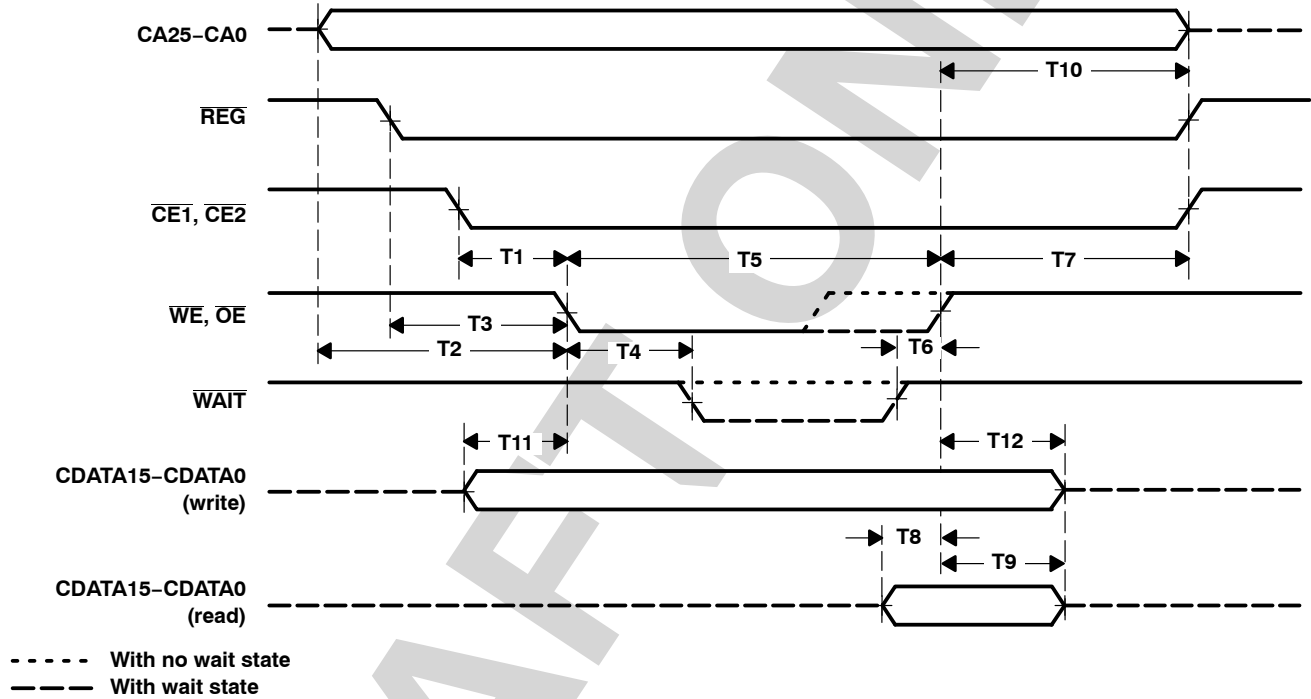 CA25–CA0
T10
REG
CE1, CE2
T1
T5
T7
WE, OE
T3
T2
T4
T6
WAIT
T11
T12
CDATA15–CDATA0
(write)
T8
T9
CDATA15–CDATA0
(read)
With no wait state
With wait state